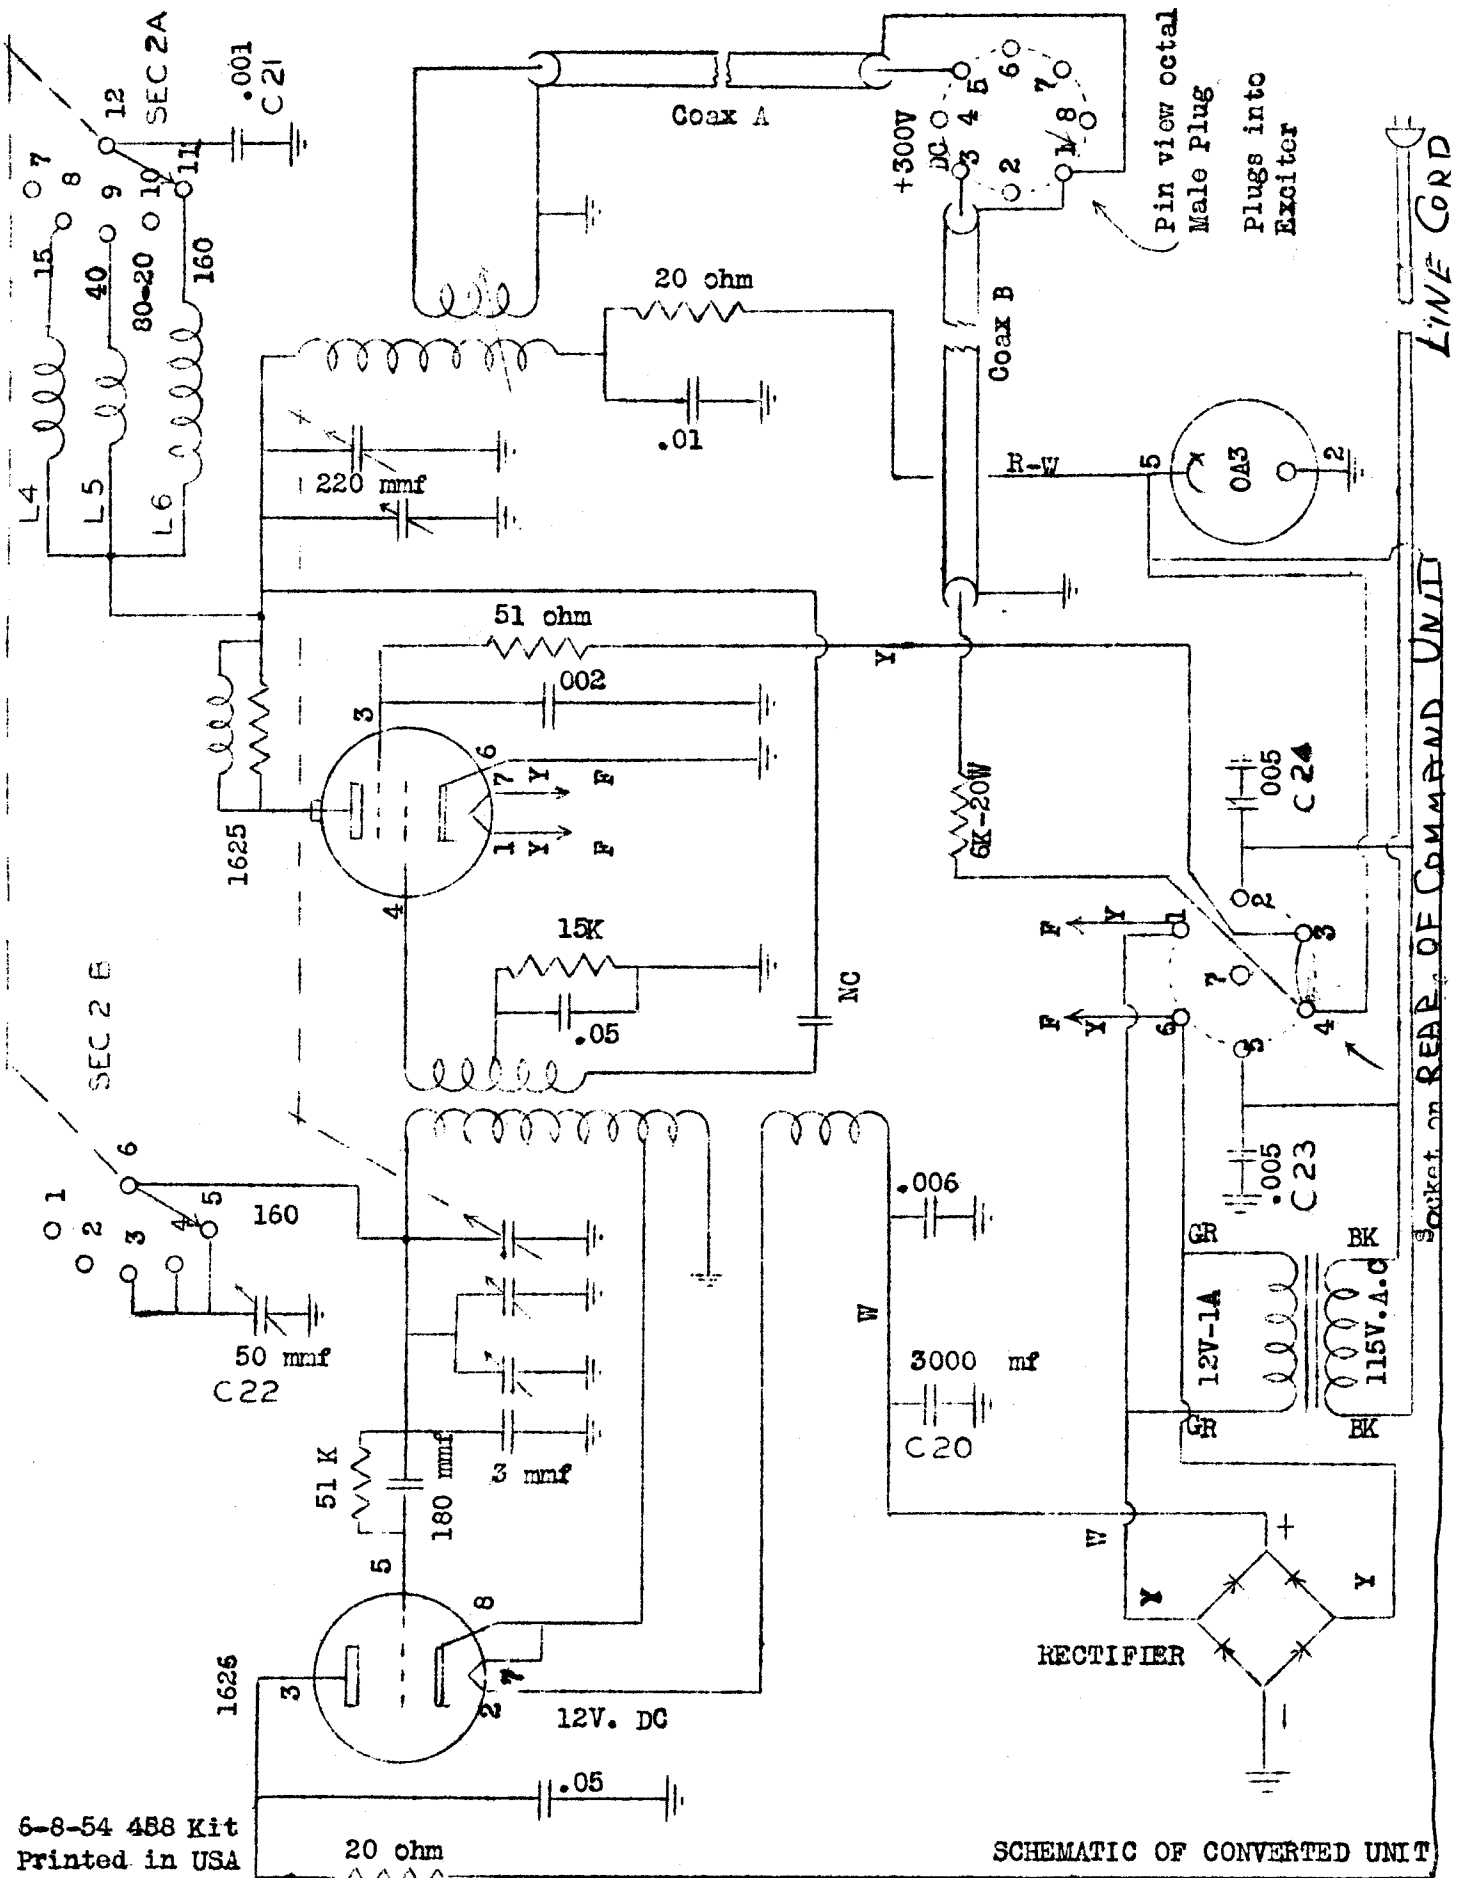 12
SEC 2A
.001
C21
7
8
9
10
11
15
40
80-20
160
L4
L5
L6
Coax A
+300V
DC
5
6
7
4
8
3
2
1
Pin view octal
Male Plug
Plugs into
Exciter
LINE CORD
20 ohm
.01
220 mmf
Coax B
R-W
5
0A3
2
51 ohm
002
3
6
7
Y
F
1
Y
F
4
1625
Y
6K-20W
005
C24
15K
.05
NC
SEC 2B
F
Y
1
2
F
Y
6
7
3
5
4
Socket on REAR OF COMMAND UNIT
6
1
2
3
4
5
160
50 mmf
C22
.006
.005
C23
W
3000 mf
C20
GR
BK
12V-1A
115V.A.C
GR
BK
51 K
180 mmf
3 mmf
5
8
1626
3
7
2
12V. DC
W
+
Y
Y
RECTIFIER
-
.05
6-8-54 458 Kit
Printed in USA
20 ohm
SCHEMATIC OF CONVERTED UNIT